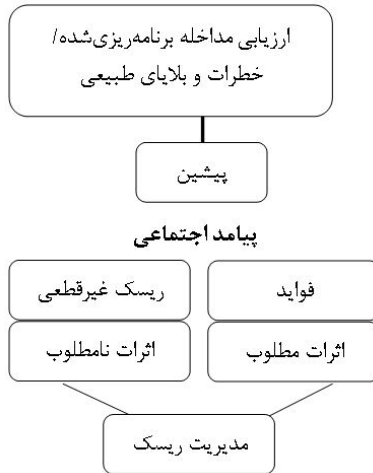 ارزیابی مداخله برنامه‌ریزی‌شده/
خطرات و بلایای طبیعی
پیشین
پیامد اجتماعی
ریسک غیرقطعی
فواید
اثرات نامطلوب
اثرات مطلوب
مدیریت ریسک